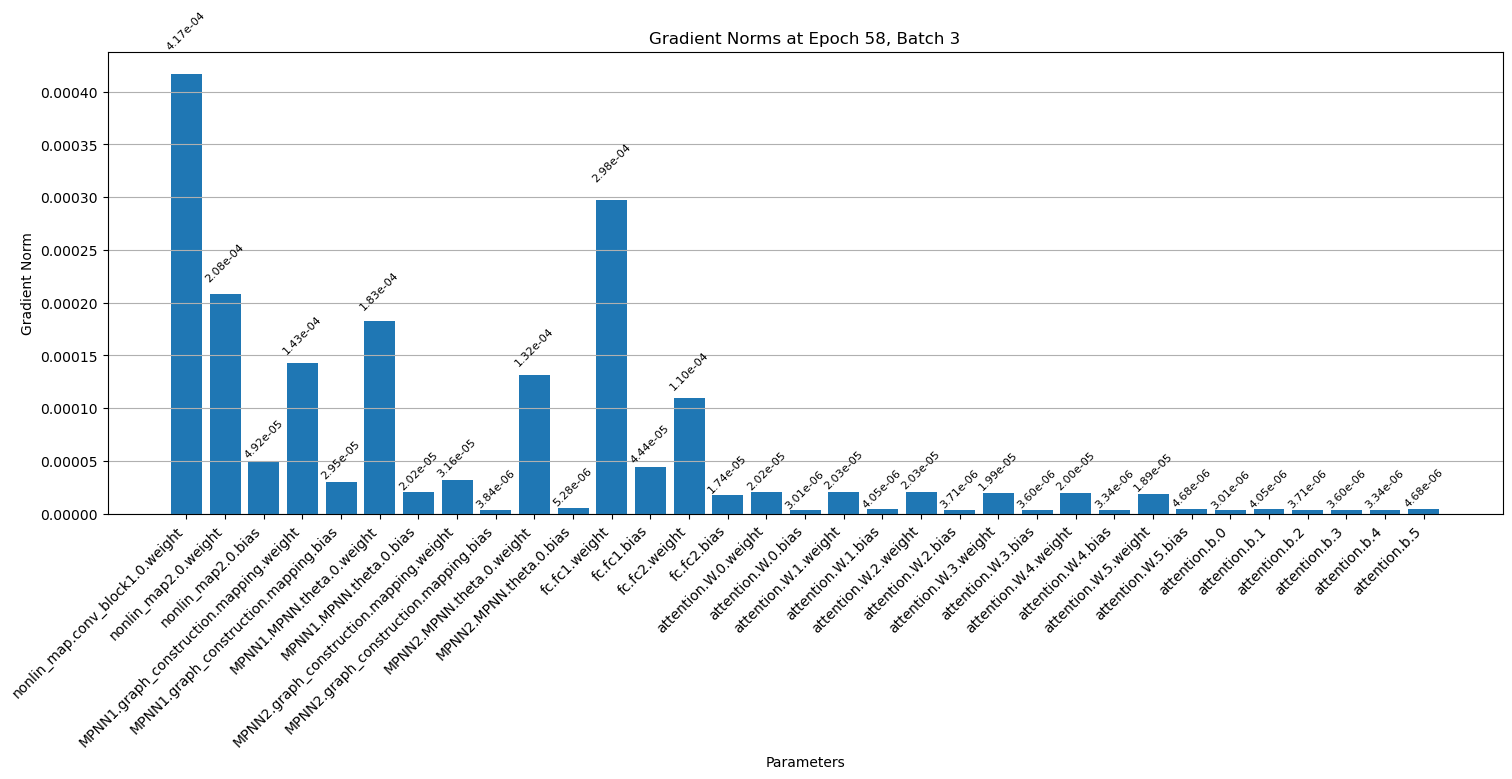 Gradient Norms at Epoch 58, Batch 3
Gradient Norm
0.00040
0.00035
0.00030
0.00025
0.00020
0.00015
0.00010
0.00005
0.00000
4.17e-04
2.08e-04
4.92e-05
1.43e-04
2.95e-05
1.83e-04
2.02e-05
3.16e-05
3.84e-06
1.32e-04
5.28e-06
2.98e-04
4.44e-05
1.10e-04
1.74e-05
2.02e-05
3.01e-06
2.03e-05
4.05e-06
2.03e-05
3.71e-06
1.99e-05
3.60e-06
2.00e-05
3.34e-06
1.89e-05
4.68e-06
3.01e-06
4.05e-06
3.71e-06
3.60e-06
3.34e-06
4.68e-06
nonlin_map.conv_block1.0.weight
nonlin_map2.0.weight
nonlin_map2.0.bias
MPNN1.graph_construction.mapping.weight
MPNN1.graph_construction.mapping.bias
MPNN1.MPNN.theta.0.weight
MPNN1.MPNN.theta.0.bias
MPNN2.graph_construction.mapping.weight
MPNN2.graph_construction.mapping.bias
MPNN2.MPNN.theta.0.weight
MPNN2.MPNN.theta.0.bias
fc.fc1.weight
fc.fc1.bias
fc.fc2.weight
fc.fc2.bias
attention.W.0.weight
attention.W.0.bias
attention.W.1.weight
attention.W.1.bias
attention.W.2.weight
attention.W.2.bias
attention.W.3.weight
attention.W.3.bias
attention.W.4.weight
attention.W.4.bias
attention.W.5.weight
attention.W.5.bias
attention.b.0
attention.b.1
attention.b.2
attention.b.3
attention.b.4
attention.b.5
Parameters